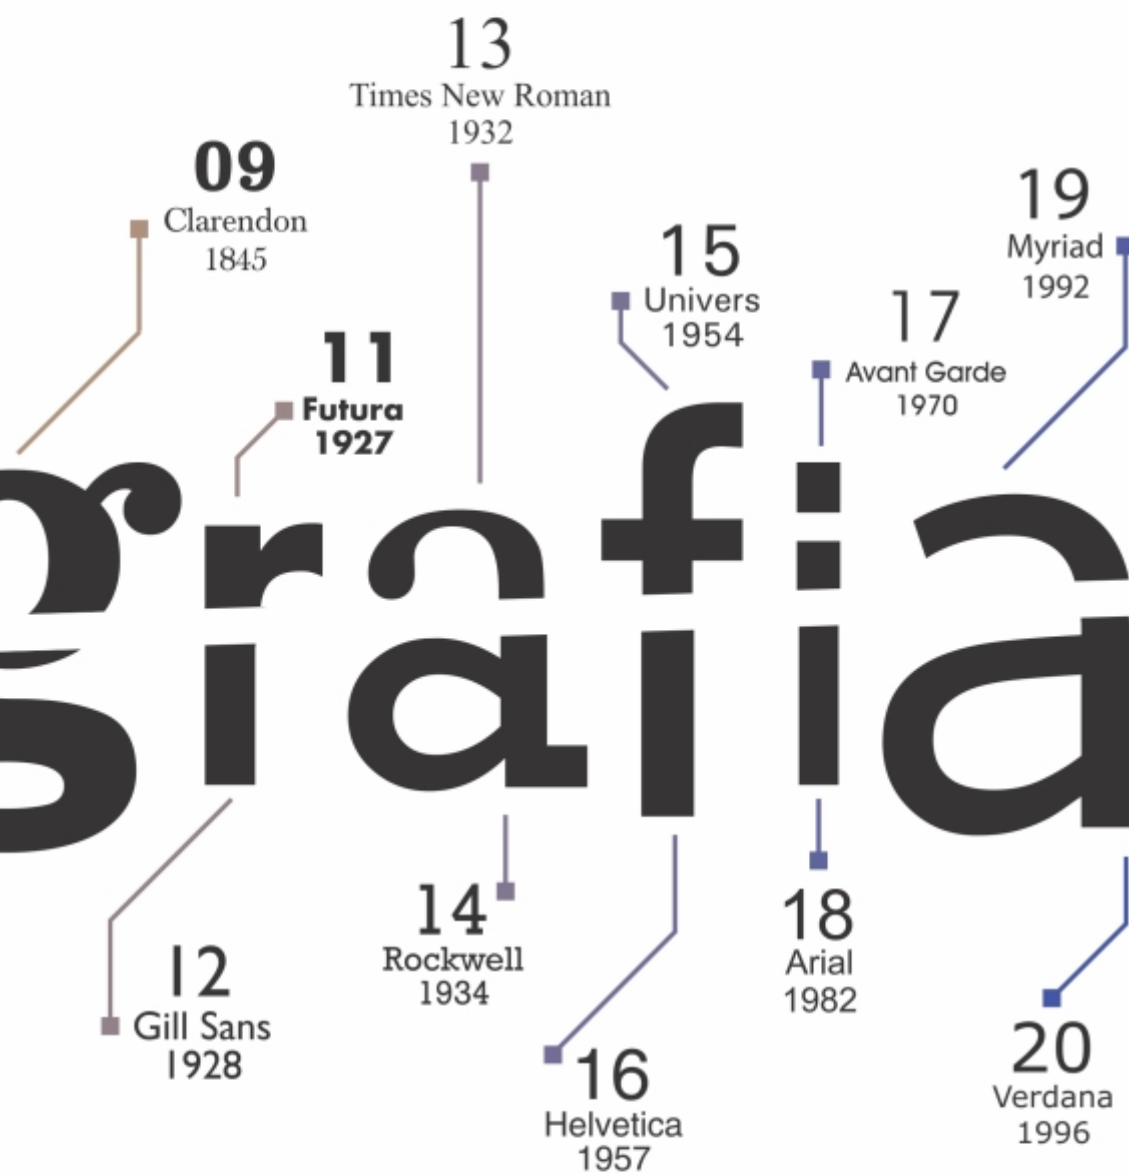 13
Times New Roman
1932
09
Clarendon
1845
19
Myriad
1992
15
Univers
1954
17
Avant Garde
1970
11
Futura
1927
grafia
14
Rockwell
1934
18
Arial
1982
12
Gill Sans
1928
16
Helvetica
1957
20
Verdana
1996